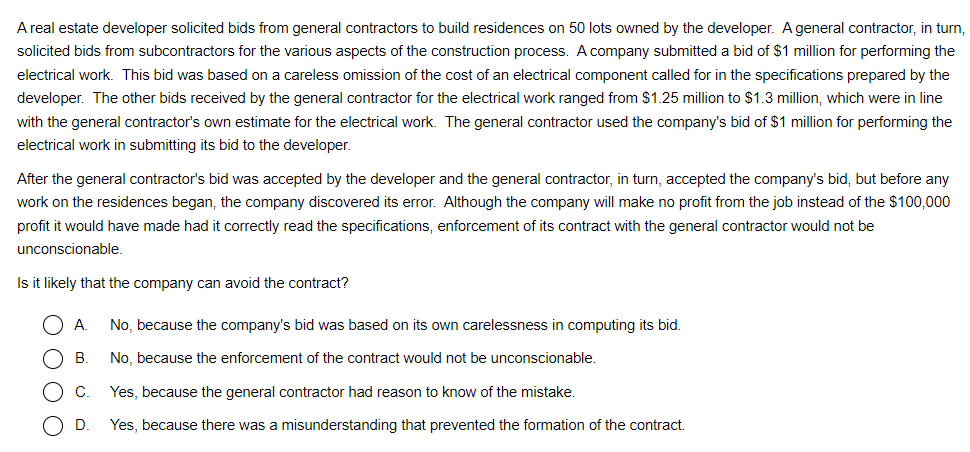 A real estate developer solicited bids from general contractors to build residences on 50 lots owned by the developer. A general contractor, in turn,
solicited bids from subcontractors for the various aspects of the construction process. A company submitted a bid of $1 million for performing the
electrical work. This bid was based on a careless omission of the cost of an electrical component called for in the specifications prepared by the
developer. The other bids received by the general contractor for the electrical work ranged from $1.25 million to $1.3 million, which were in line
with the general contractor's own estimate for the electrical work. The general contractor used the company's bid of $1 million for performing the
electrical work in submitting its bid to the developer.
After the general contractor's bid was accepted by the developer and the general contractor, in turn, accepted the company's bid, but before any
work on the residences began, the company discovered its error. Although the company will make no profit from the job instead of the $100,000
profit it would have made had it correctly read the specifications, enforcement of its contract with the general contractor would not be
unconscionable.
Is it likely that the company can avoid the contract?
A. No, because the company's bid was based on its own carelessness in computing its bid.
B. No, because the enforcement of the contract would not be unconscionable.
C. Yes, because the general contractor had reason to know of the mistake.
D. Yes, because there was a misunderstanding that prevented the formation of the contract.